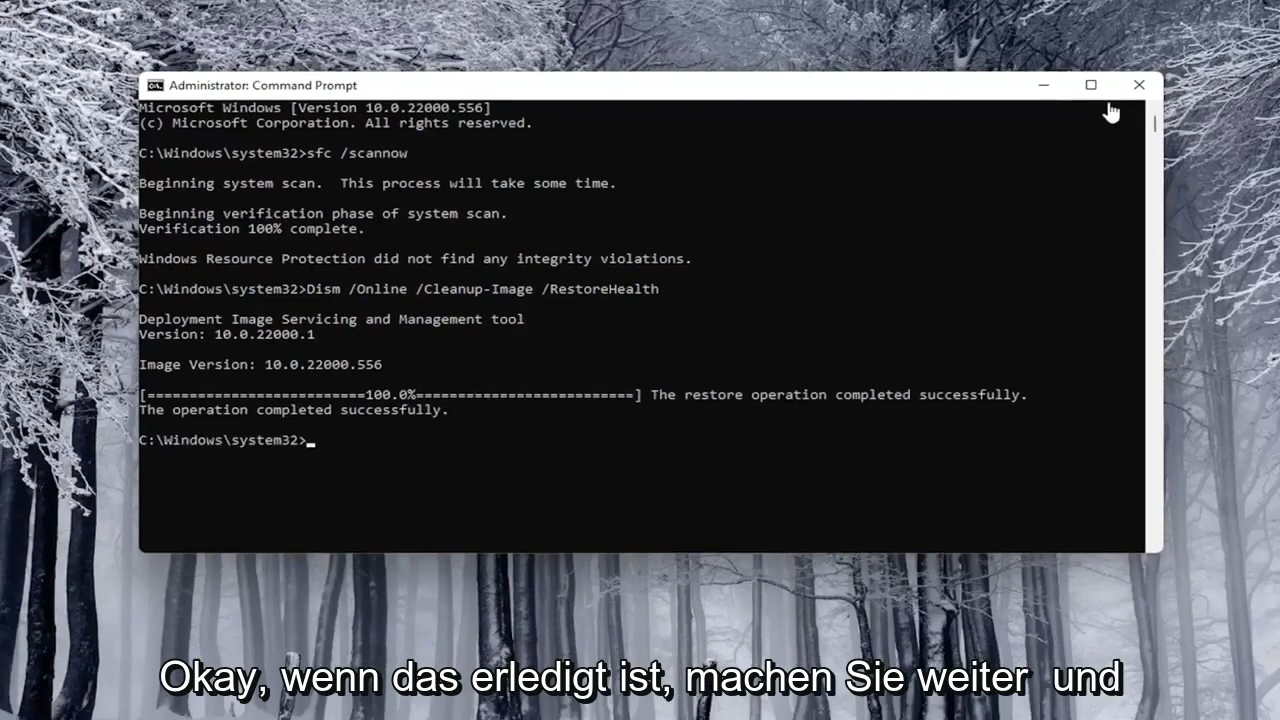 Administrator: Command Prompt
Microsoft Windows [Version 10.0.22000.556]
(c) Microsoft Corporation. All rights reserved.
C:\Windows\system32>sfc /scannow
Beginning system scan.  This process will take some time.
Beginning verification phase of system scan.
Verification 100% complete.
Windows Resource Protection did not find any integrity violations.
C:\Windows\system32>Dism /Online /Cleanup-Image /RestoreHealth
Deployment Image Servicing and Management tool
Version: 10.0.22000.1
Image Version: 10.0.22000.556
[==========================100.0%==========================] The restore operation completed successfully.
The operation completed successfully.
C:\Windows\system32>_
Okay, wenn das erledigt ist, machen Sie weiter  und